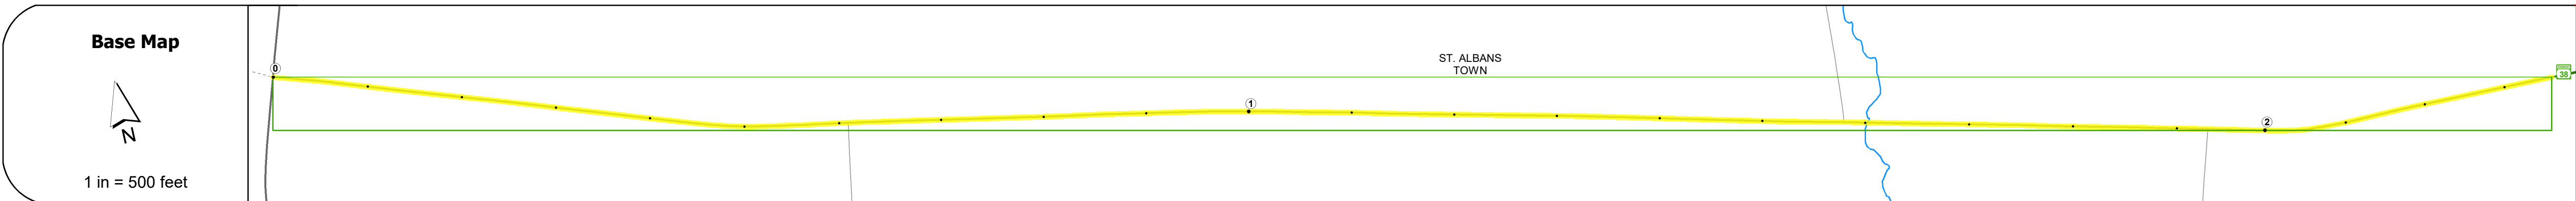 Base Map
N
1 in = 500 feet
0
1
ST. ALBANS
TOWN
2
38